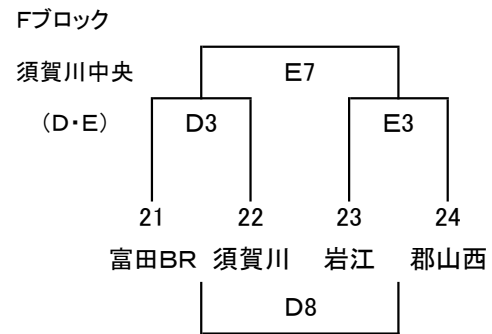 Fブロック
須賀川中央
E7
（D・E）
D3
E3
21 22 23 24
富田BR 須賀川 岩江 郡山西
D8